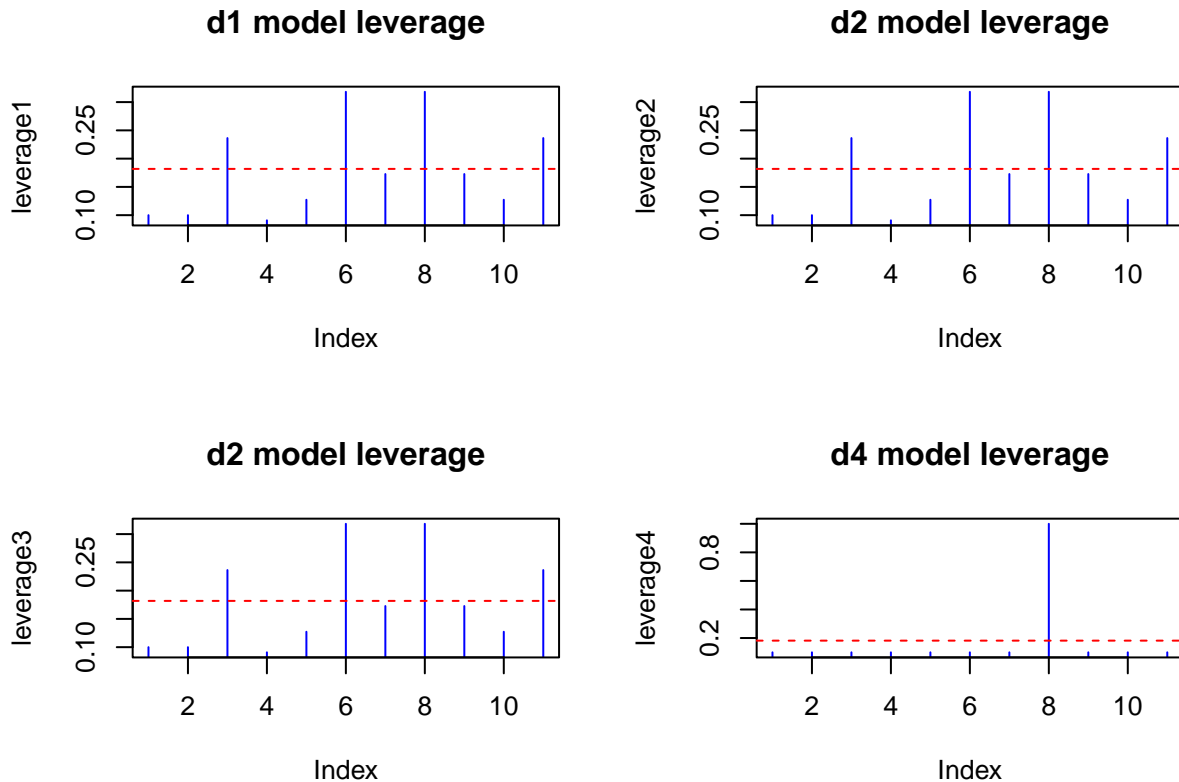 d1 model leverage
leverage1
0.25
0.10
2 4 6 8 10
Index
d2 model leverage
leverage2
0.25
0.10
2 4 6 8 10
Index
d2 model leverage
leverage3
0.25
0.10
2 4 6 8 10
Index
d4 model leverage
leverage4
0.8
0.2
2 4 6 8 10
Index